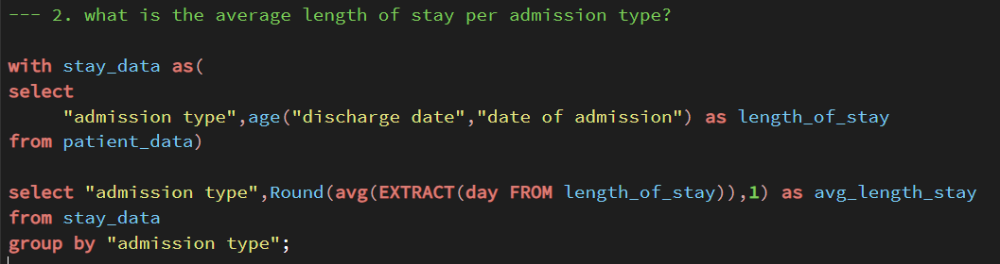 --- 2. what is the average length of stay per admission type?
with stay_data as(
select
"admission type",age("discharge date","date of admission") as length_of_stay
from patient_data)
select "admission type",Round(avg(EXTRACT(day FROM length_of_stay)),1) as avg_length_stay
from stay_data
group by "admission type";